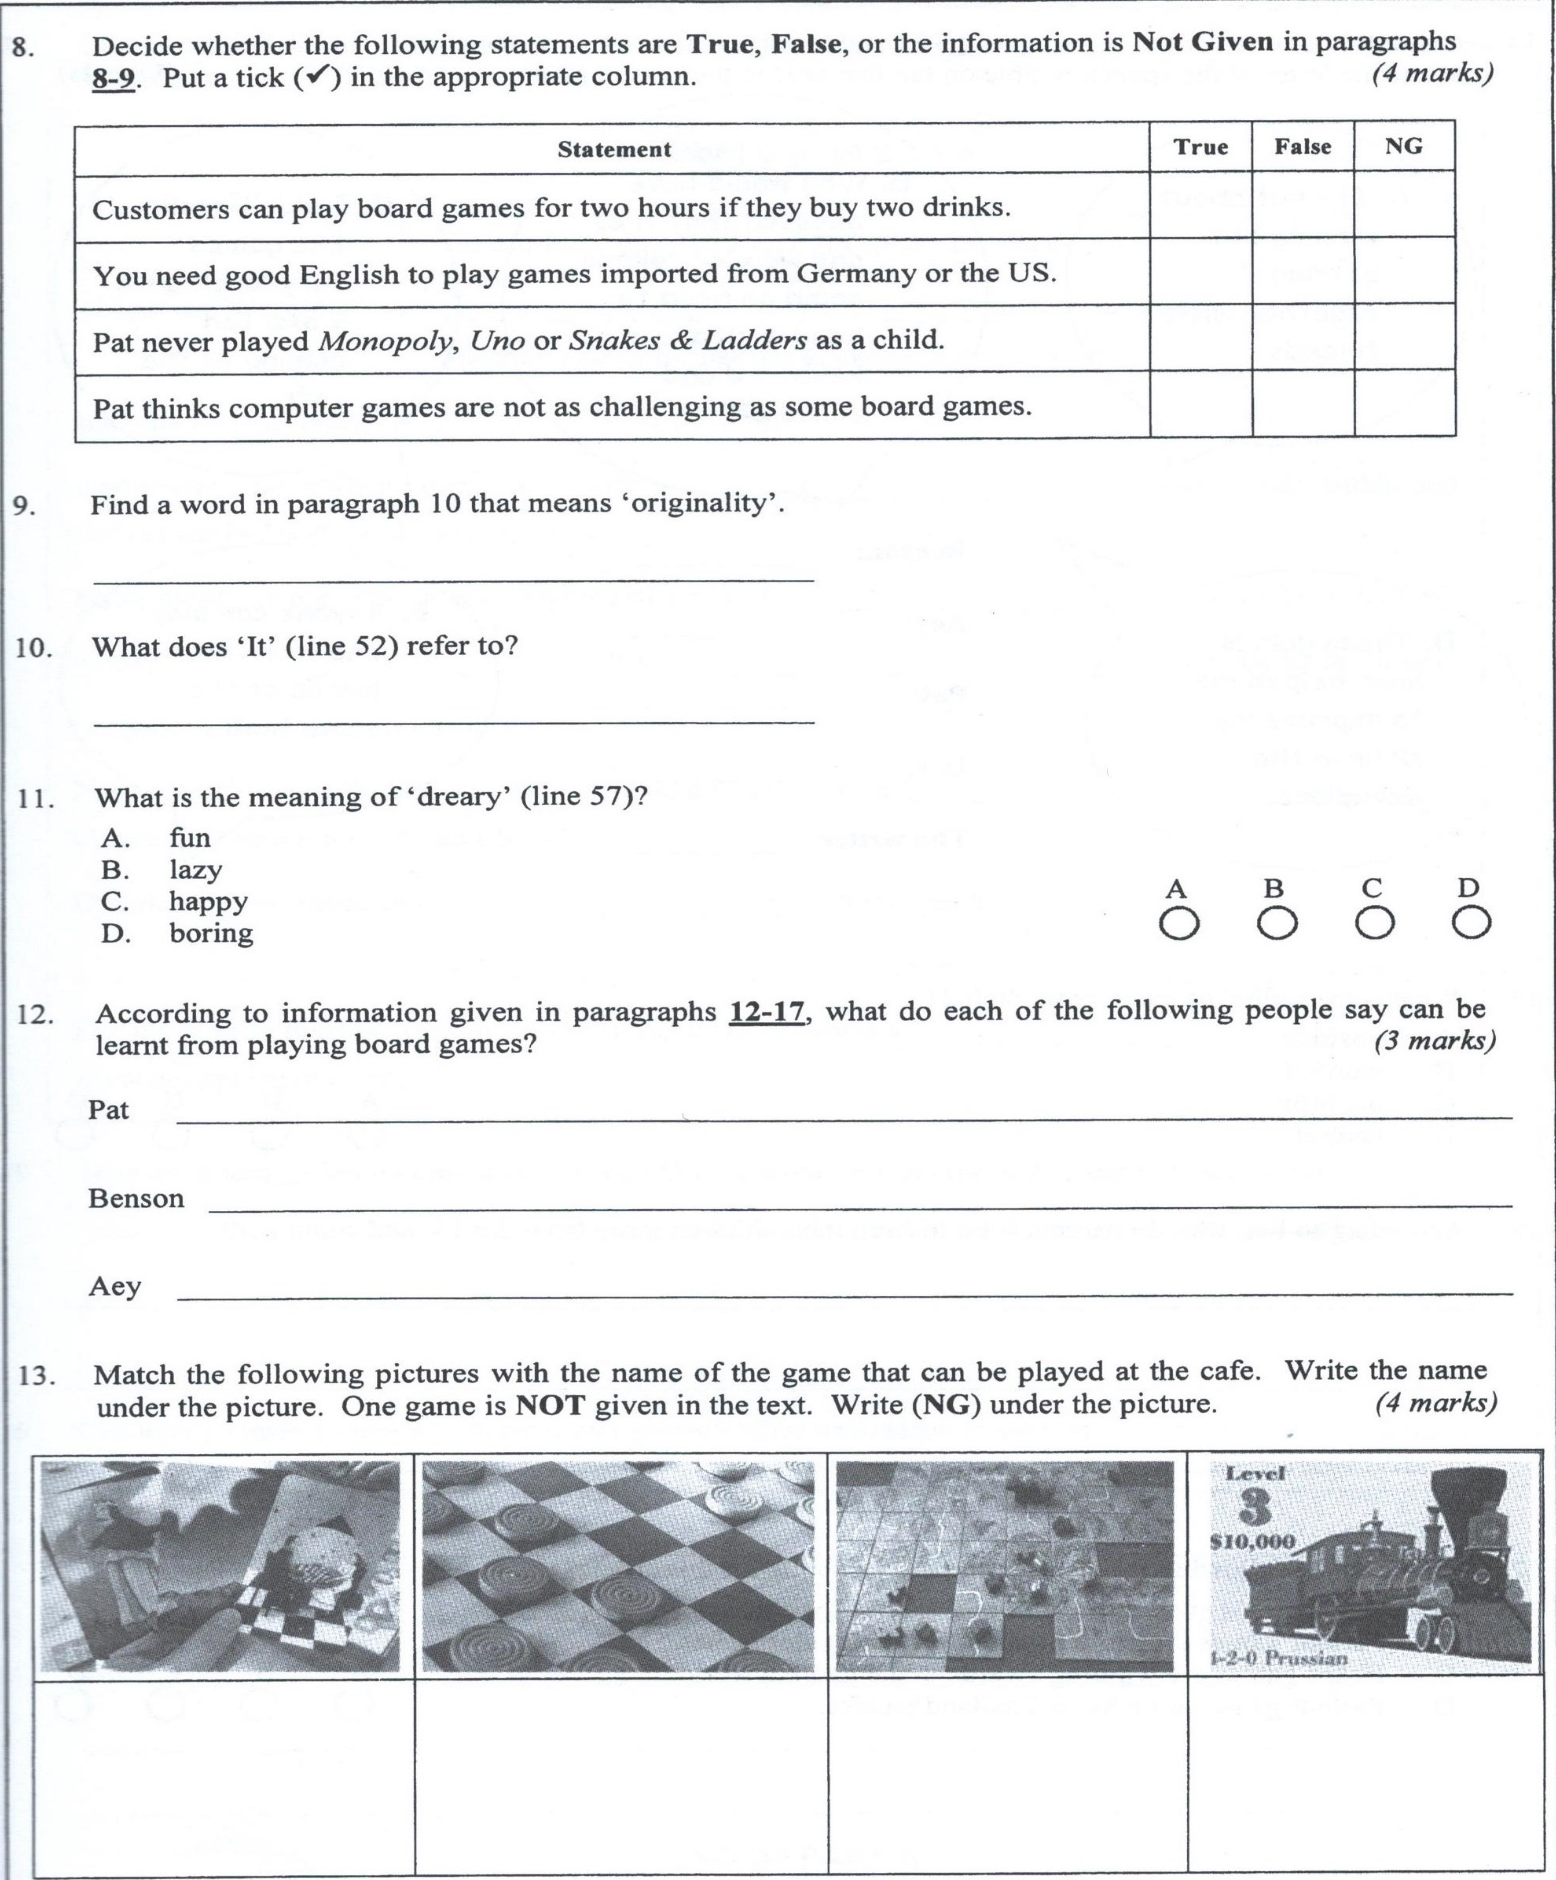 8. Decide whether the following statements are True, False, or the information is Not Given in paragraphs
8-9. Put a tick (✓) in the appropriate column. (4 marks)
Statement True False NG
Customers can play board games for two hours if they buy two drinks.
You need good English to play games imported from Germany or the US.
Pat never played Monopoly, Uno or Snakes & Ladders as a child.
Pat thinks computer games are not as challenging as some board games.
9. Find a word in paragraph 10 that means ‘originality’.
10. What does ‘It’ (line 52) refer to?
11. What is the meaning of ‘dreary’ (line 57)?
A. fun
B. lazy
C. happy
D. boring
A B C D
12. According to information given in paragraphs 12-17, what do each of the following people say can be
learnt from playing board games? (3 marks)
Pat
Benson
Aey
13. Match the following pictures with the name of the game that can be played at the cafe. Write the name
under the picture. One game is NOT given in the text. Write (NG) under the picture. (4 marks)
Level
3
$10,000
1-2-0 Prussian